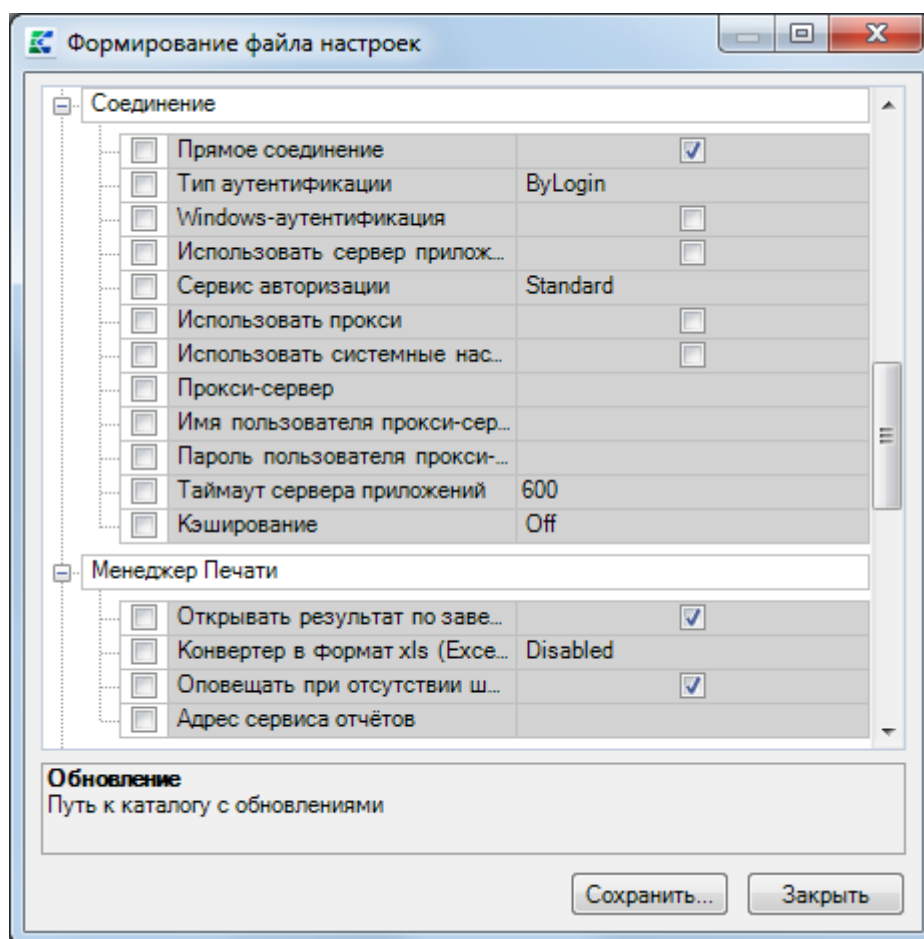 Формирование файла настроек
Соединение
Прямое соединение
Тип аутентификации ByLogin
Windows-аутентификация
Использовать сервер прилож...
Сервис авторизации Standard
Использовать прокси
Использовать системные нас...
Прокси-сервер
Имя пользователя прокси-сер...
Пароль пользователя прокси-...
Таймаут сервера приложений 600
Кэширование Off
Менеджер Печати
Открывать результат по заве...
Конвертер в формат xls (Exce... Disabled
Оповещать при отсутствии ш...
Адрес сервиса отчётов
Обновление
Путь к каталогу с обновлениями
Сохранить... Закрыть